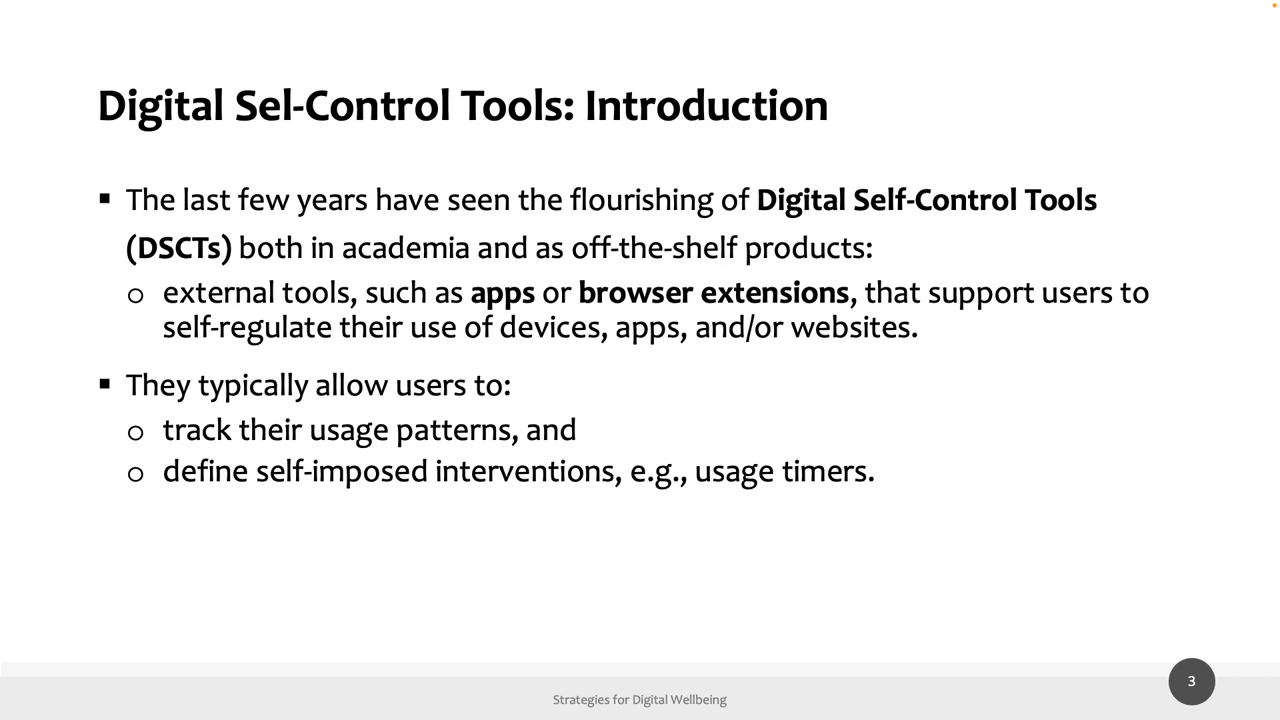 Digital Sel-Control Tools: Introduction
▪ The last few years have seen the flourishing of Digital Self-Control Tools
(DSCTs) both in academia and as off-the-shelf products:
o external tools, such as apps or browser extensions, that support users to
self-regulate their use of devices, apps, and/or websites.
▪ They typically allow users to:
o track their usage patterns, and
o define self-imposed interventions, e.g., usage timers.
Strategies for Digital Wellbeing
3